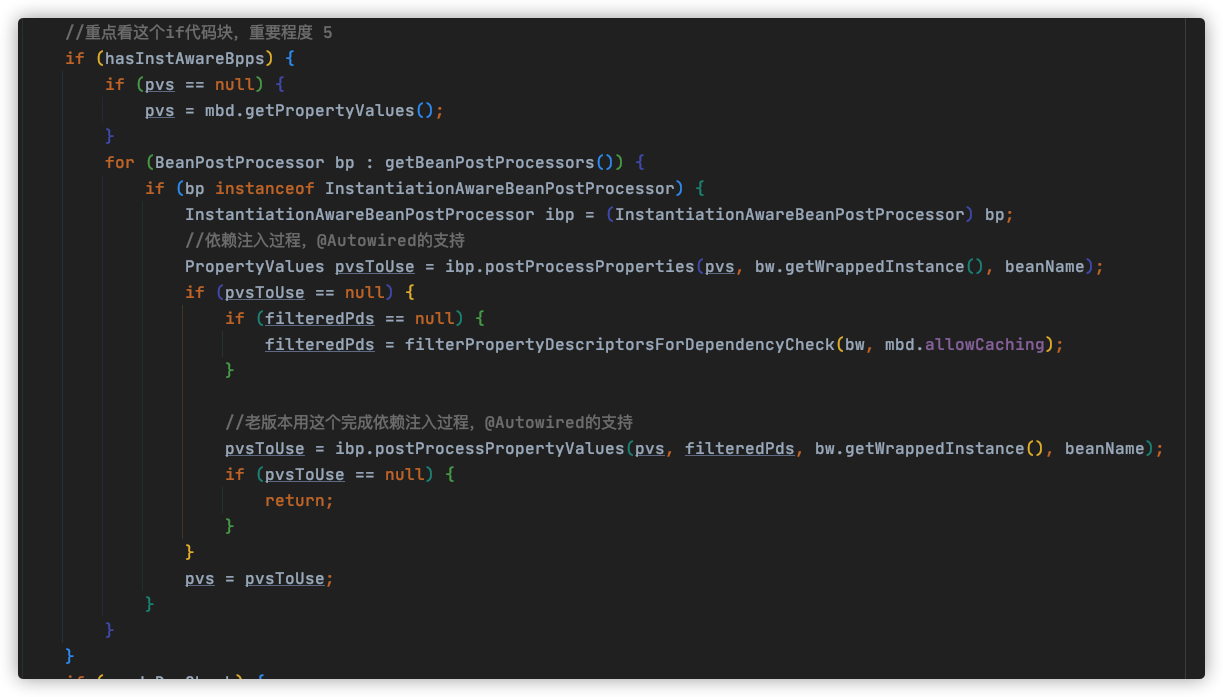 //重点看这个if代码块，重要程度 5
if (hasInstAwareBpps) {
if (pvs == null) {
pvs = mbd.getPropertyValues();
}
for (BeanPostProcessor bp : getBeanPostProcessors()) {
if (bp instanceof InstantiationAwareBeanPostProcessor) {
InstantiationAwareBeanPostProcessor ibp = (InstantiationAwareBeanPostProcessor) bp;
//依赖注入过程，@Autowired的支持
PropertyValues pvsToUse = ibp.postProcessProperties(pvs, bw.getWrappedInstance(), beanName);
if (pvsToUse == null) {
if (filteredPds == null) {
filteredPds = filterPropertyDescriptorsForDependencyCheck(bw, mbd.allowCaching);
}
//老版本用这个完成依赖注入过程，@Autowired的支持
pvsToUse = ibp.postProcessPropertyValues(pvs, filteredPds, bw.getWrappedInstance(), beanName);
if (pvsToUse == null) {
return;
}
}
pvs = pvsToUse;
}
}
}